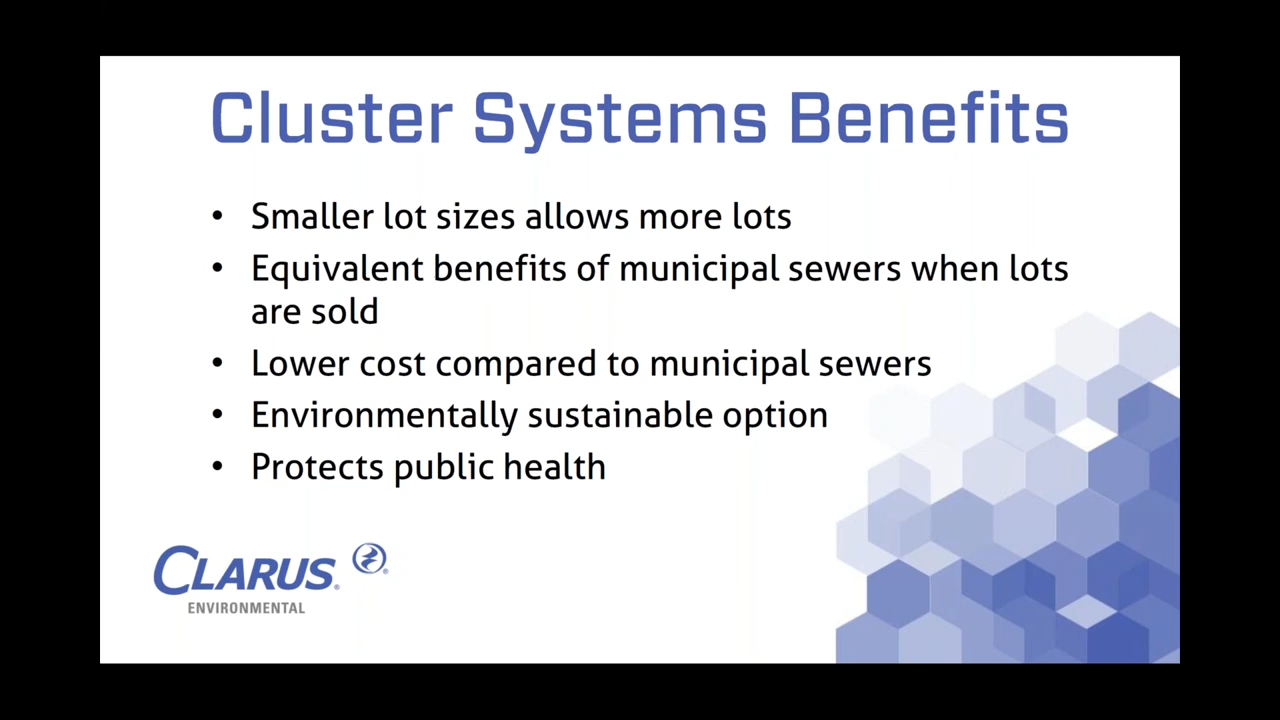 Cluster Systems Benefits
• Smaller lot sizes allows more lots
• Equivalent benefits of municipal sewers when lots
are sold
• Lower cost compared to municipal sewers
• Environmentally sustainable option
• Protects public health
CLARUS®
ENVIRONMENTAL